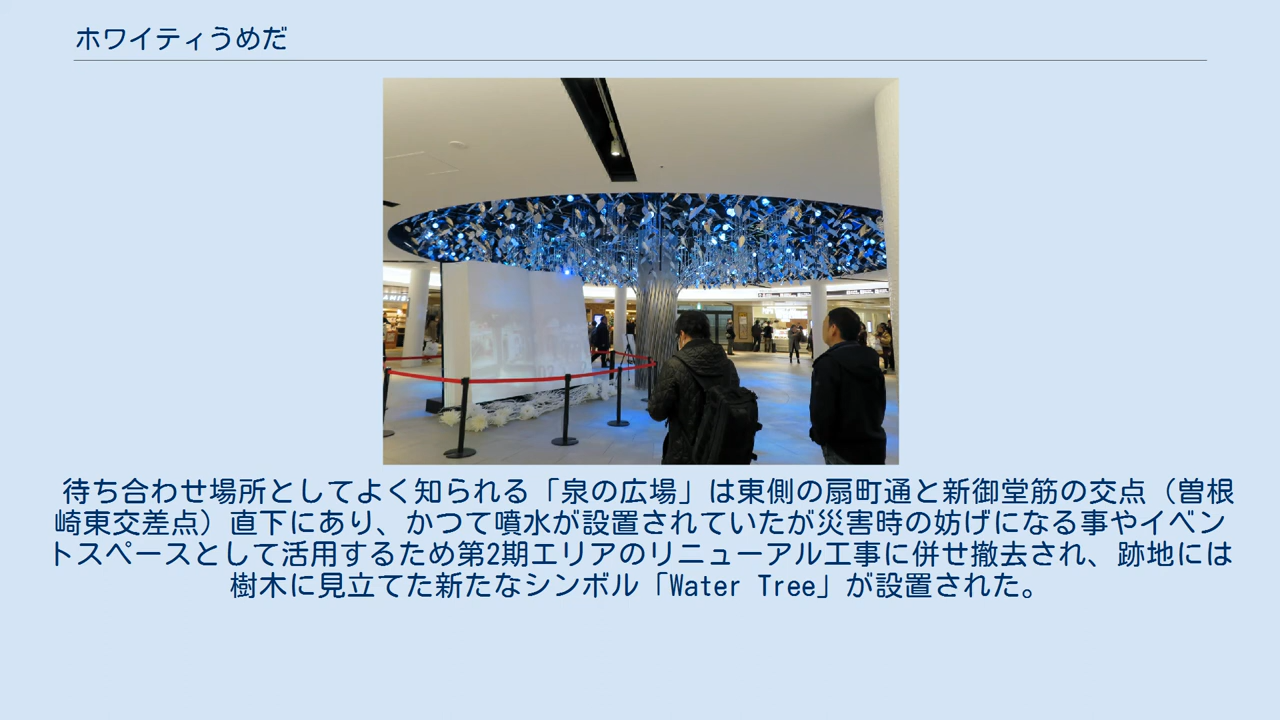 ホワイティうめだ
待ち合わせ場所としてよく知られる「泉の広場」は東側の扇町通と新御堂筋の交点（曽根
崎東交差点）直下にあり、かつて噴水が設置されていたが災害時の妨げになる事やイベン
トスペースとして活用するため第2期エリアのリニューアル工事に併せ撤去され、跡地には
樹木に見立てた新たなシンボル「Water Tree」が設置された。